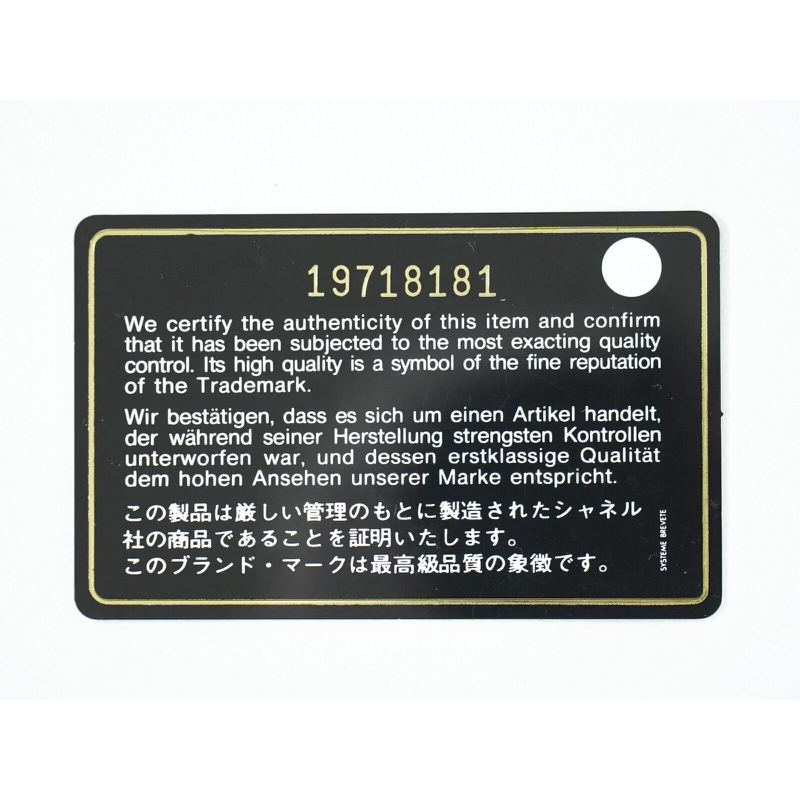 19718181
We certify the authenticity of this item and confirm
that it has been subjected to the most exacting quality
control. Its high quality is a symbol of the fine reputation
of the Trademark.
Wir bestätigen, dass es sich um einen Artikel handelt,
der während seiner Herstellung strengsten Kontrollen
unterworfen war, und dessen erstklassige Qualität
dem hohen Ansehen unserer Marke entspricht.
この製品は厳しい管理のもとに製造されたシャネル
社の商品であることを証明いたします。
このブランド・マークは最高級品質の象徴です。
SYSTEME BREVETE